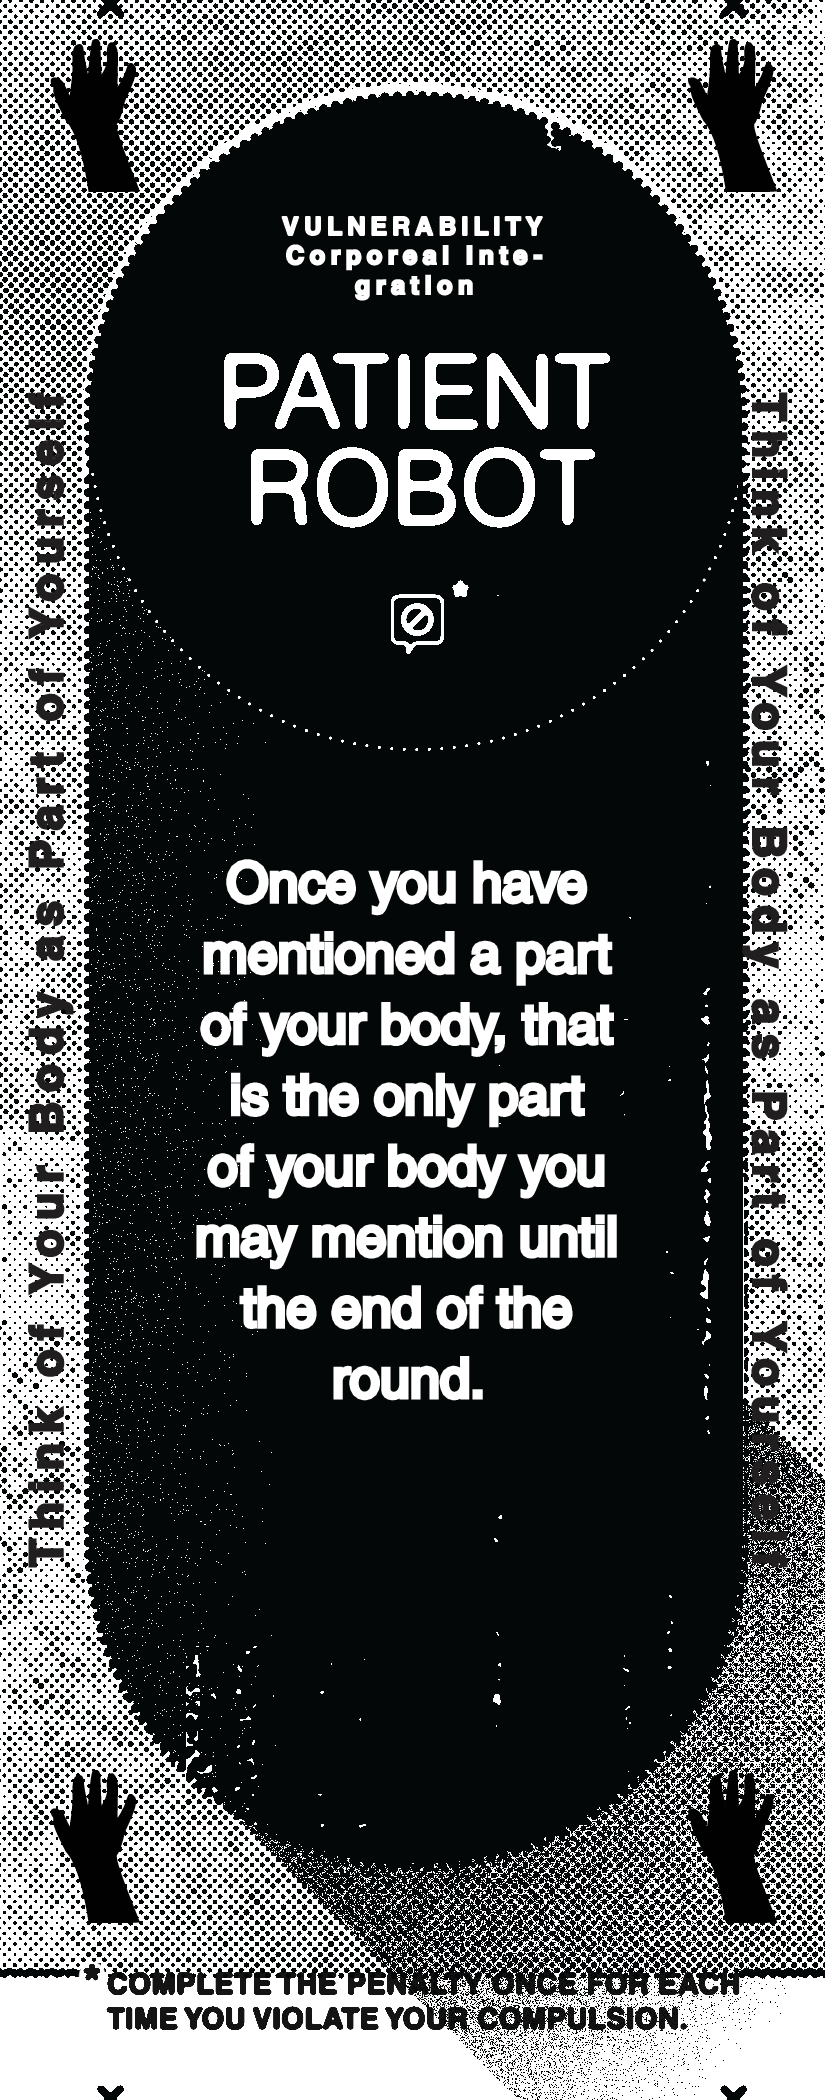 VULNERABILITY
Corporeal Inte-
gration
PATIENT
ROBOT
Once you have
mentioned a part
of your body, that
is the only part
of your body you
may mention until
the end of the
round.
Think of Your Body as Part of Yourself
Think of Your Body as Part of Yourself
* COMPLETE THE PENALTY ONCE FOR EACH
TIME YOU VIOLATE YOUR COMPULSION.